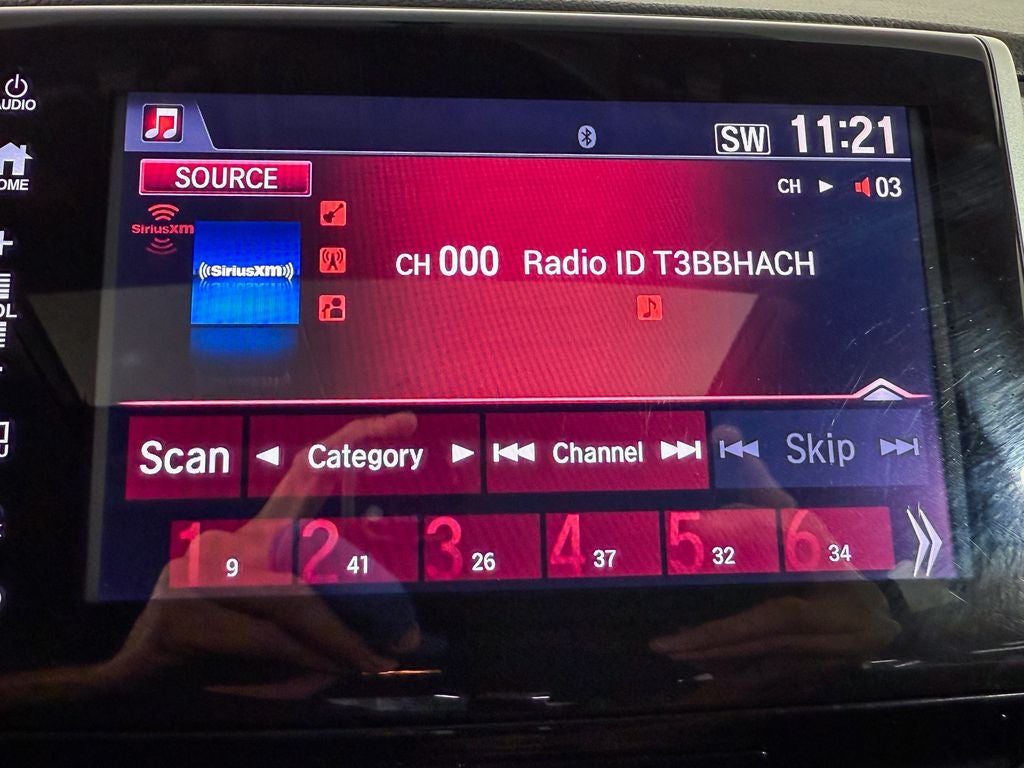 AUDIO
SW 11:21
SOURCE
CH 03
SiriusXM
((SiriusXM))
CH 000 Radio ID T3BBHACH
Scan Category Channel Skip
1 9 2 41 3 26 4 37 5 32 6 34